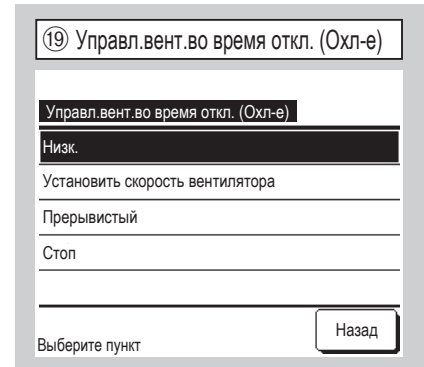 ⑲ Управл.вент.во время откл. (Охл-е)
Управл.вент.во время откл. (Охл-е)
Низк.
Установить скорость вентилятора
Прерывистый
Стоп
Назад
Выберите пункт